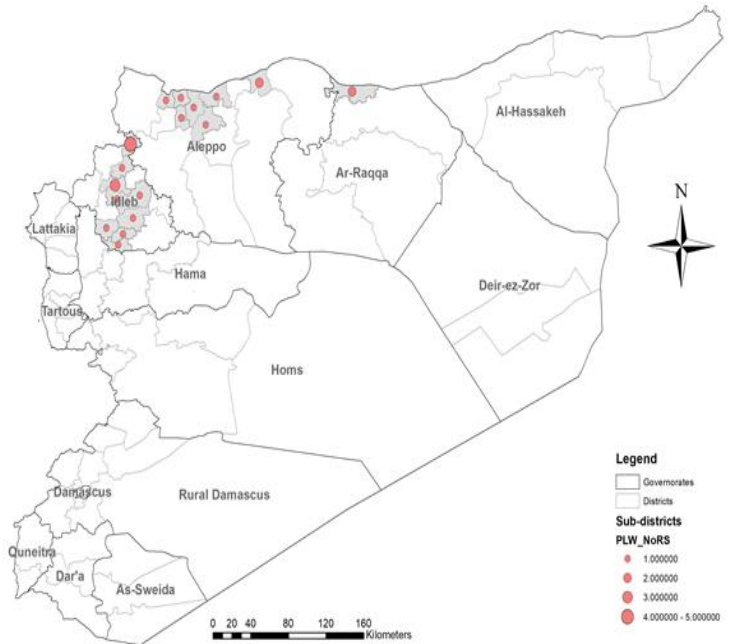 Al-Hassakeh
Aleppo
Ar-Raqqa
N
Idleb
Lattakia
Hama
Deir-ez-Zor
Tartous
Homs
Legend
Governorates
Districts
Sub-districts
PLW_NoRS
1.000000
2.000000
3.000000
4.000000 - 5.000000
Damascus
Rural Damascus
Quneitra
Dar'a
As-Sweida
0 20 40 80 120 160
Kilometers